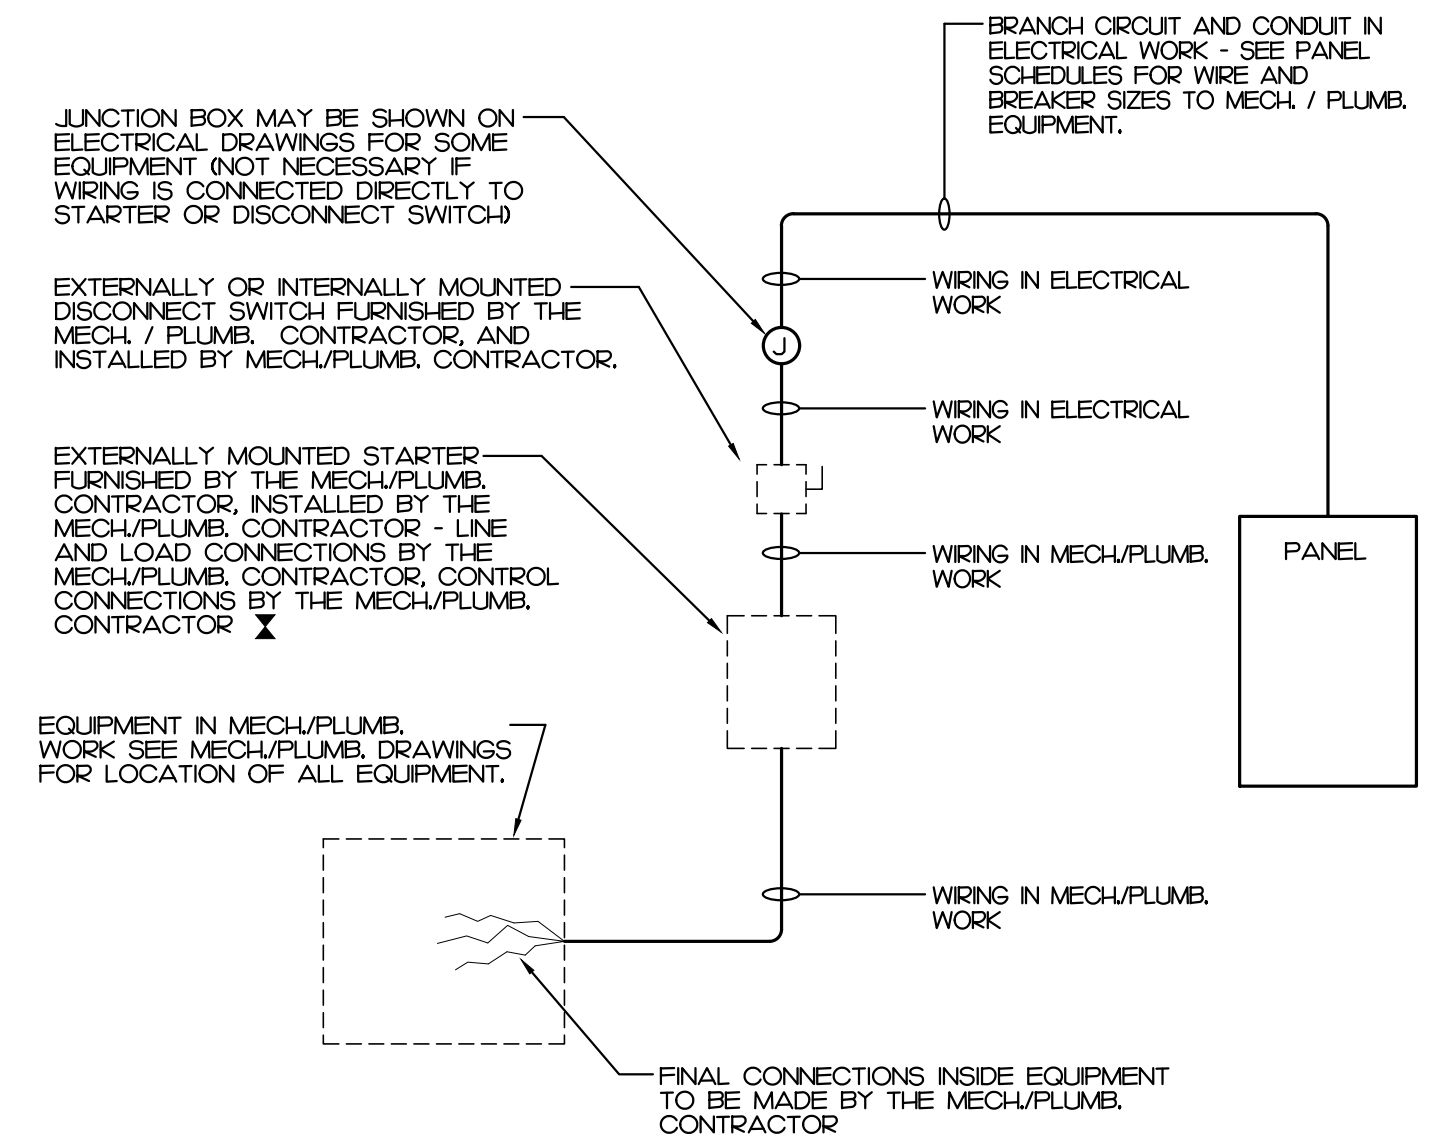 BRANCH CIRCUIT AND CONDUIT IN
ELECTRICAL WORK - SEE PANEL
SCHEDULES FOR WIRE AND
BREAKER SIZES TO MECH. / PLUMB.
EQUIPMENT.
JUNCTION BOX MAY BE SHOWN ON
ELECTRICAL DRAWINGS FOR SOME
EQUIPMENT (NOT NECESSARY IF
WIRING IS CONNECTED DIRECTLY TO
STARTER OR DISCONNECT SWITCH)
EXTERNALLY OR INTERNALLY MOUNTED
DISCONNECT SWITCH FURNISHED BY THE
MECH. / PLUMB. CONTRACTOR, AND
INSTALLED BY MECH./PLUMB. CONTRACTOR.
WIRING IN ELECTRICAL
WORK
J
WIRING IN ELECTRICAL
WORK
EXTERNALLY MOUNTED STARTER
FURNISHED BY THE MECH./PLUMB.
CONTRACTOR, INSTALLED BY THE
MECH./PLUMB. CONTRACTOR - LINE
AND LOAD CONNECTIONS BY THE
MECH./PLUMB. CONTRACTOR, CONTROL
CONNECTIONS BY THE MECH./PLUMB.
CONTRACTOR
WIRING IN MECH./PLUMB.
WORK
PANEL
EQUIPMENT IN MECH./PLUMB.
WORK SEE MECH./PLUMB. DRAWINGS
FOR LOCATION OF ALL EQUIPMENT.
WIRING IN MECH./PLUMB.
WORK
FINAL CONNECTIONS INSIDE EQUIPMENT
TO BE MADE BY THE MECH./PLUMB.
CONTRACTOR